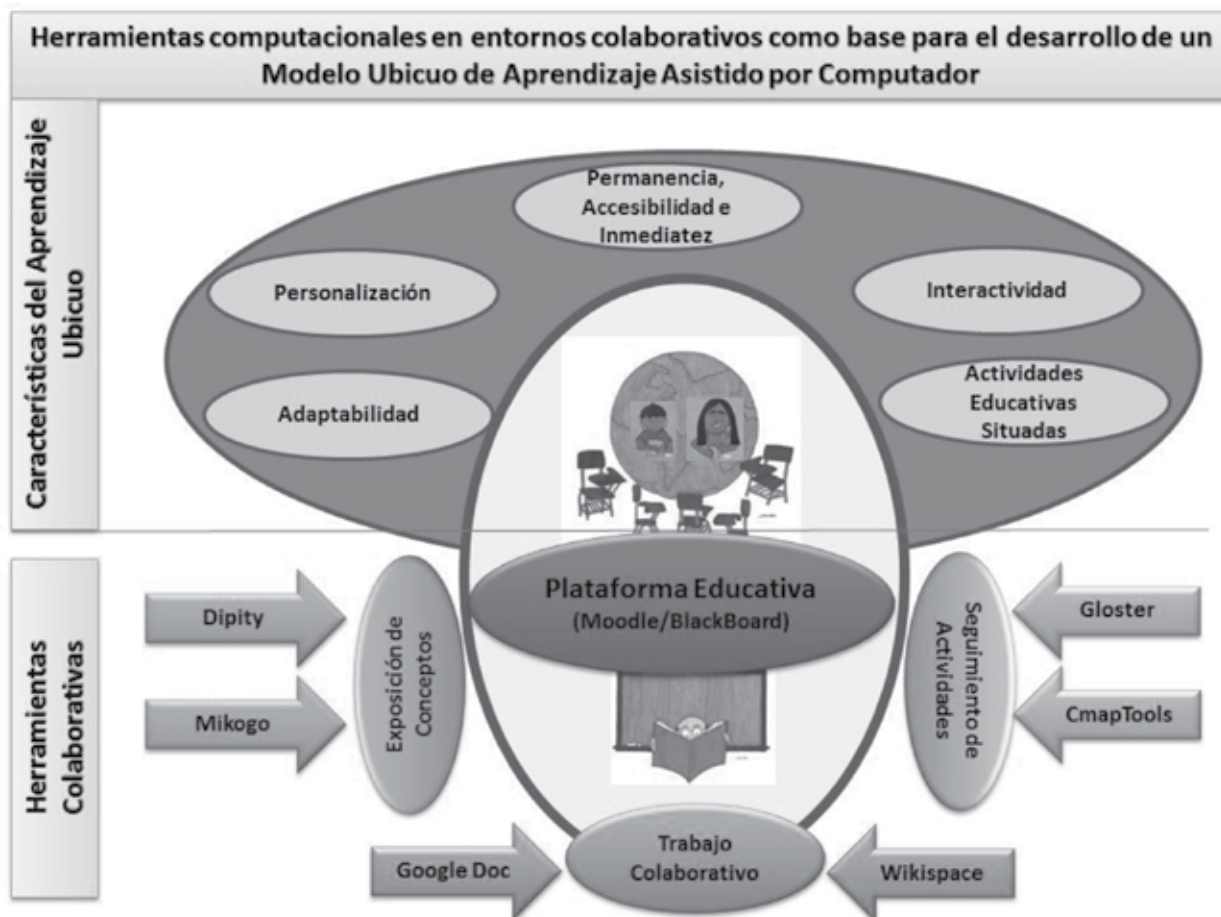 Herramientas computacionales en entornos colaborativos como base para el desarrollo de un
Modelo Ubicuo de Aprendizaje Asistido por Computador
Características del Aprendizaje
Ubicuo
Permanencia,
Accesibilidad e
Inmediatez
Personalización
Interactividad
Adaptabilidad
Actividades
Educativas
Situadas
Herramientas
Colaborativas
Plataforma Educativa
(Moodle/BlackBoard)
Dipity
Mikogo
Exposición de
Conceptos
Seguimiento de
Actividades
Gloster
CmapTools
Google Doc
Trabajo
Colaborativo
Wikispace